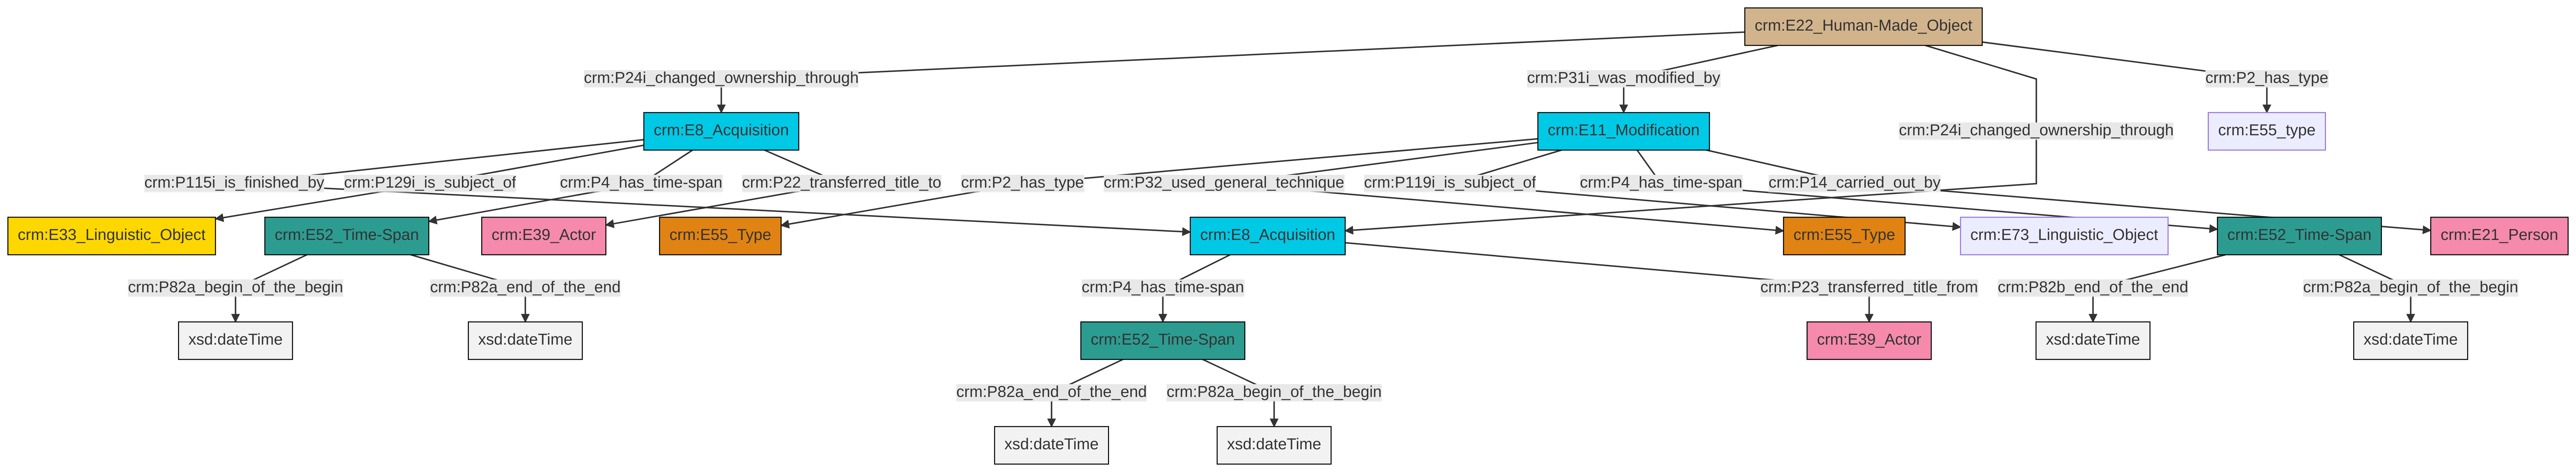 crm:E22_Human-Made_Object
crm:P24i_changed_ownership_through
crm:P31i_was_modified_by
crm:P2_has_type
crm:E8_Acquisition
crm:E11_Modification
crm:P24i_changed_ownership_through
crm:E55_type
crm:P115i_is_finished_by
crm:P129i_is_subject_of
crm:P4_has_time-span
crm:P22_transferred_title_to
crm:P2_has_type
crm:P32_used_general_technique
crm:P119i_is_subject_of
crm:P4_has_time-span
crm:P14_carried_out_by
crm:E33_Linguistic_Object
crm:E52_Time-Span
crm:E39_Actor
crm:E55_Type
crm:E8_Acquisition
crm:E55_Type
crm:E73_Linguistic_Object
crm:E52_Time-Span
crm:E21_Person
crm:P82a_begin_of_the_begin
crm:P82a_end_of_the_end
crm:P4_has_time-span
crm:P23_transferred_title_from
crm:P82b_end_of_the_end
crm:P82a_begin_of_the_begin
xsd:dateTime
xsd:dateTime
crm:E52_Time-Span
crm:E39_Actor
xsd:dateTime
xsd:dateTime
crm:P82a_end_of_the_end
crm:P82a_begin_of_the_begin
xsd:dateTime
xsd:dateTime